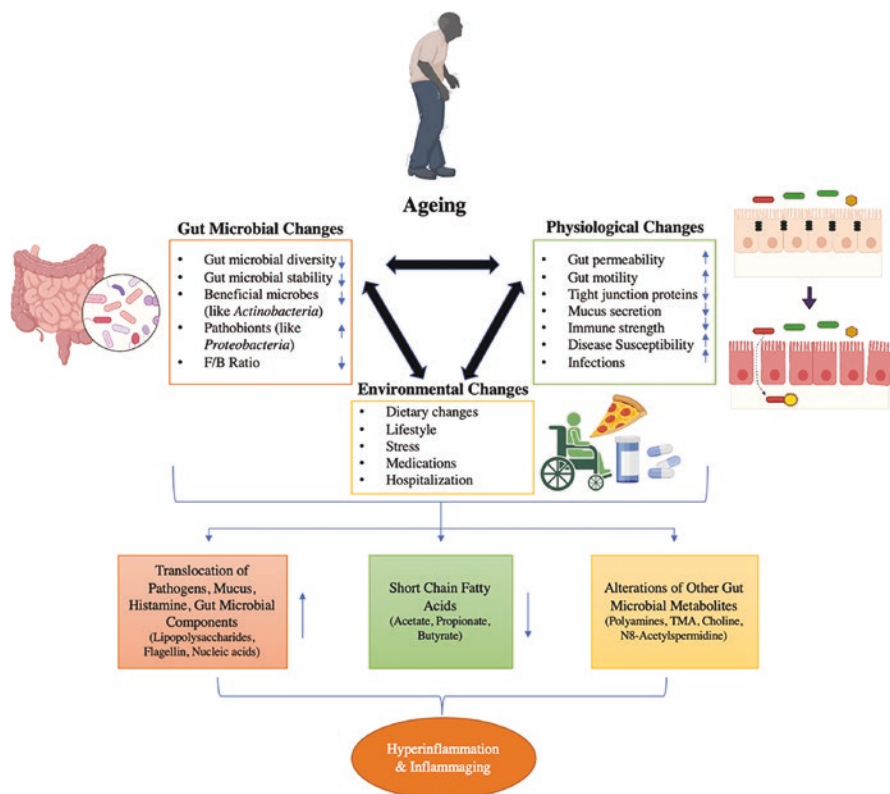 Ageing
Gut Microbial Changes
• Gut microbial diversity ↓
• Gut microbial stability ↓
• Beneficial microbes ↓
(like Actinobacteria)
• Pathobionts (like ↑
Proteobacteria)
• F/B Ratio ↓
Physiological Changes
• Gut permeability ↑
• Gut motility ↑
• Tight junction proteins ↓
• Mucus secretion ↓
• Immune strength ↓
• Disease Susceptibility ↑
• Infections ↑
Environmental Changes
• Dietary changes
• Lifestyle
• Stress
• Medications
• Hospitalization
Translocation of
Pathogens, Mucus,
Histamine, Gut Microbial
Components
(Lipopolysaccharides,
Flagellin, Nucleic acids)
Short Chain Fatty
Acids
(Acetate, Propionate,
Butyrate)
Alterations of Other Gut
Microbial Metabolites
(Polyamines, TMA, Choline,
N8-Acetylspermidine)
Hyperinflammation
& Inflammaging